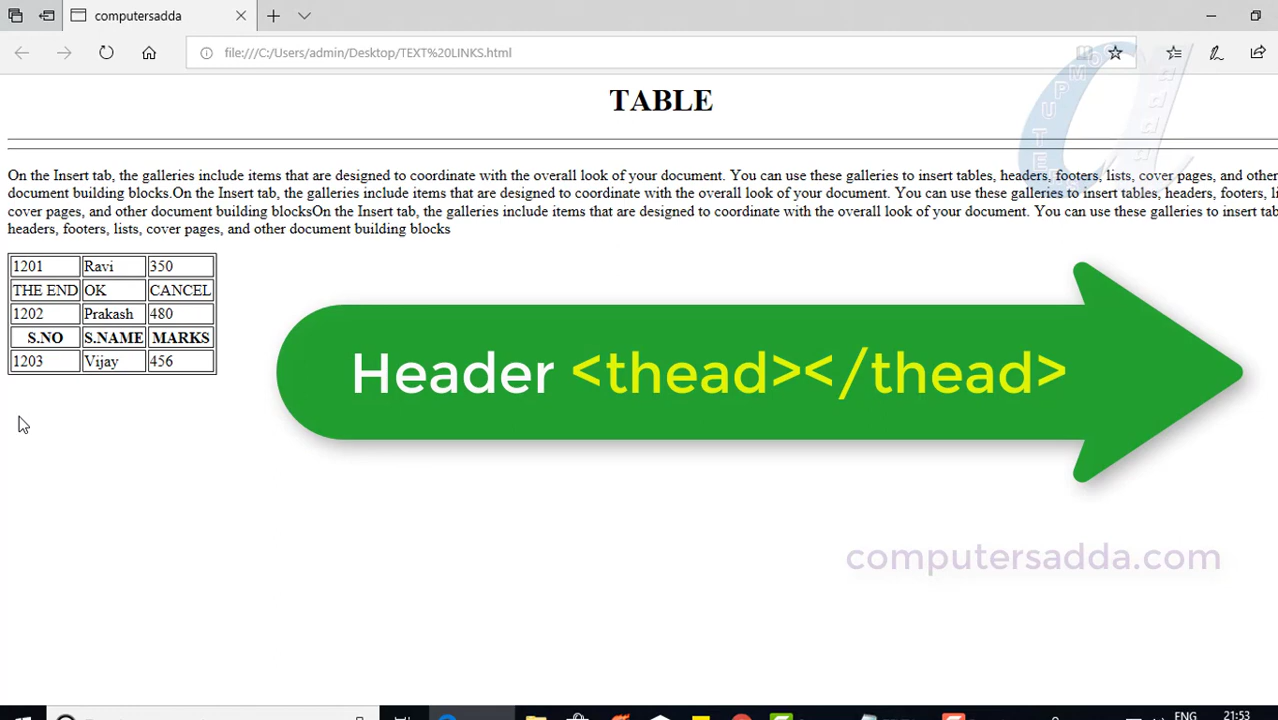 computersadda
file:///C:/Users/admin/Desktop/TEXT%20LINKS.html
TABLE
On the Insert tab, the galleries include items that are designed to coordinate with the overall look of your document. You can use these galleries to insert tables, headers, footers, lists, cover pages, and other
document building blocks.On the Insert tab, the galleries include items that are designed to coordinate with the overall look of your document. You can use these galleries to insert tables, headers, footers, li
cover pages, and other document building blocksOn the Insert tab, the galleries include items that are designed to coordinate with the overall look of your document. You can use these galleries to insert tab
headers, footers, lists, cover pages, and other document building blocks
1201 Ravi 350
THE END OK CANCEL
1202 Prakash 480
S.NO S.NAME MARKS
1203 Vijay 456
Header <thead></thead>
computersadda.com
ENG 21:53